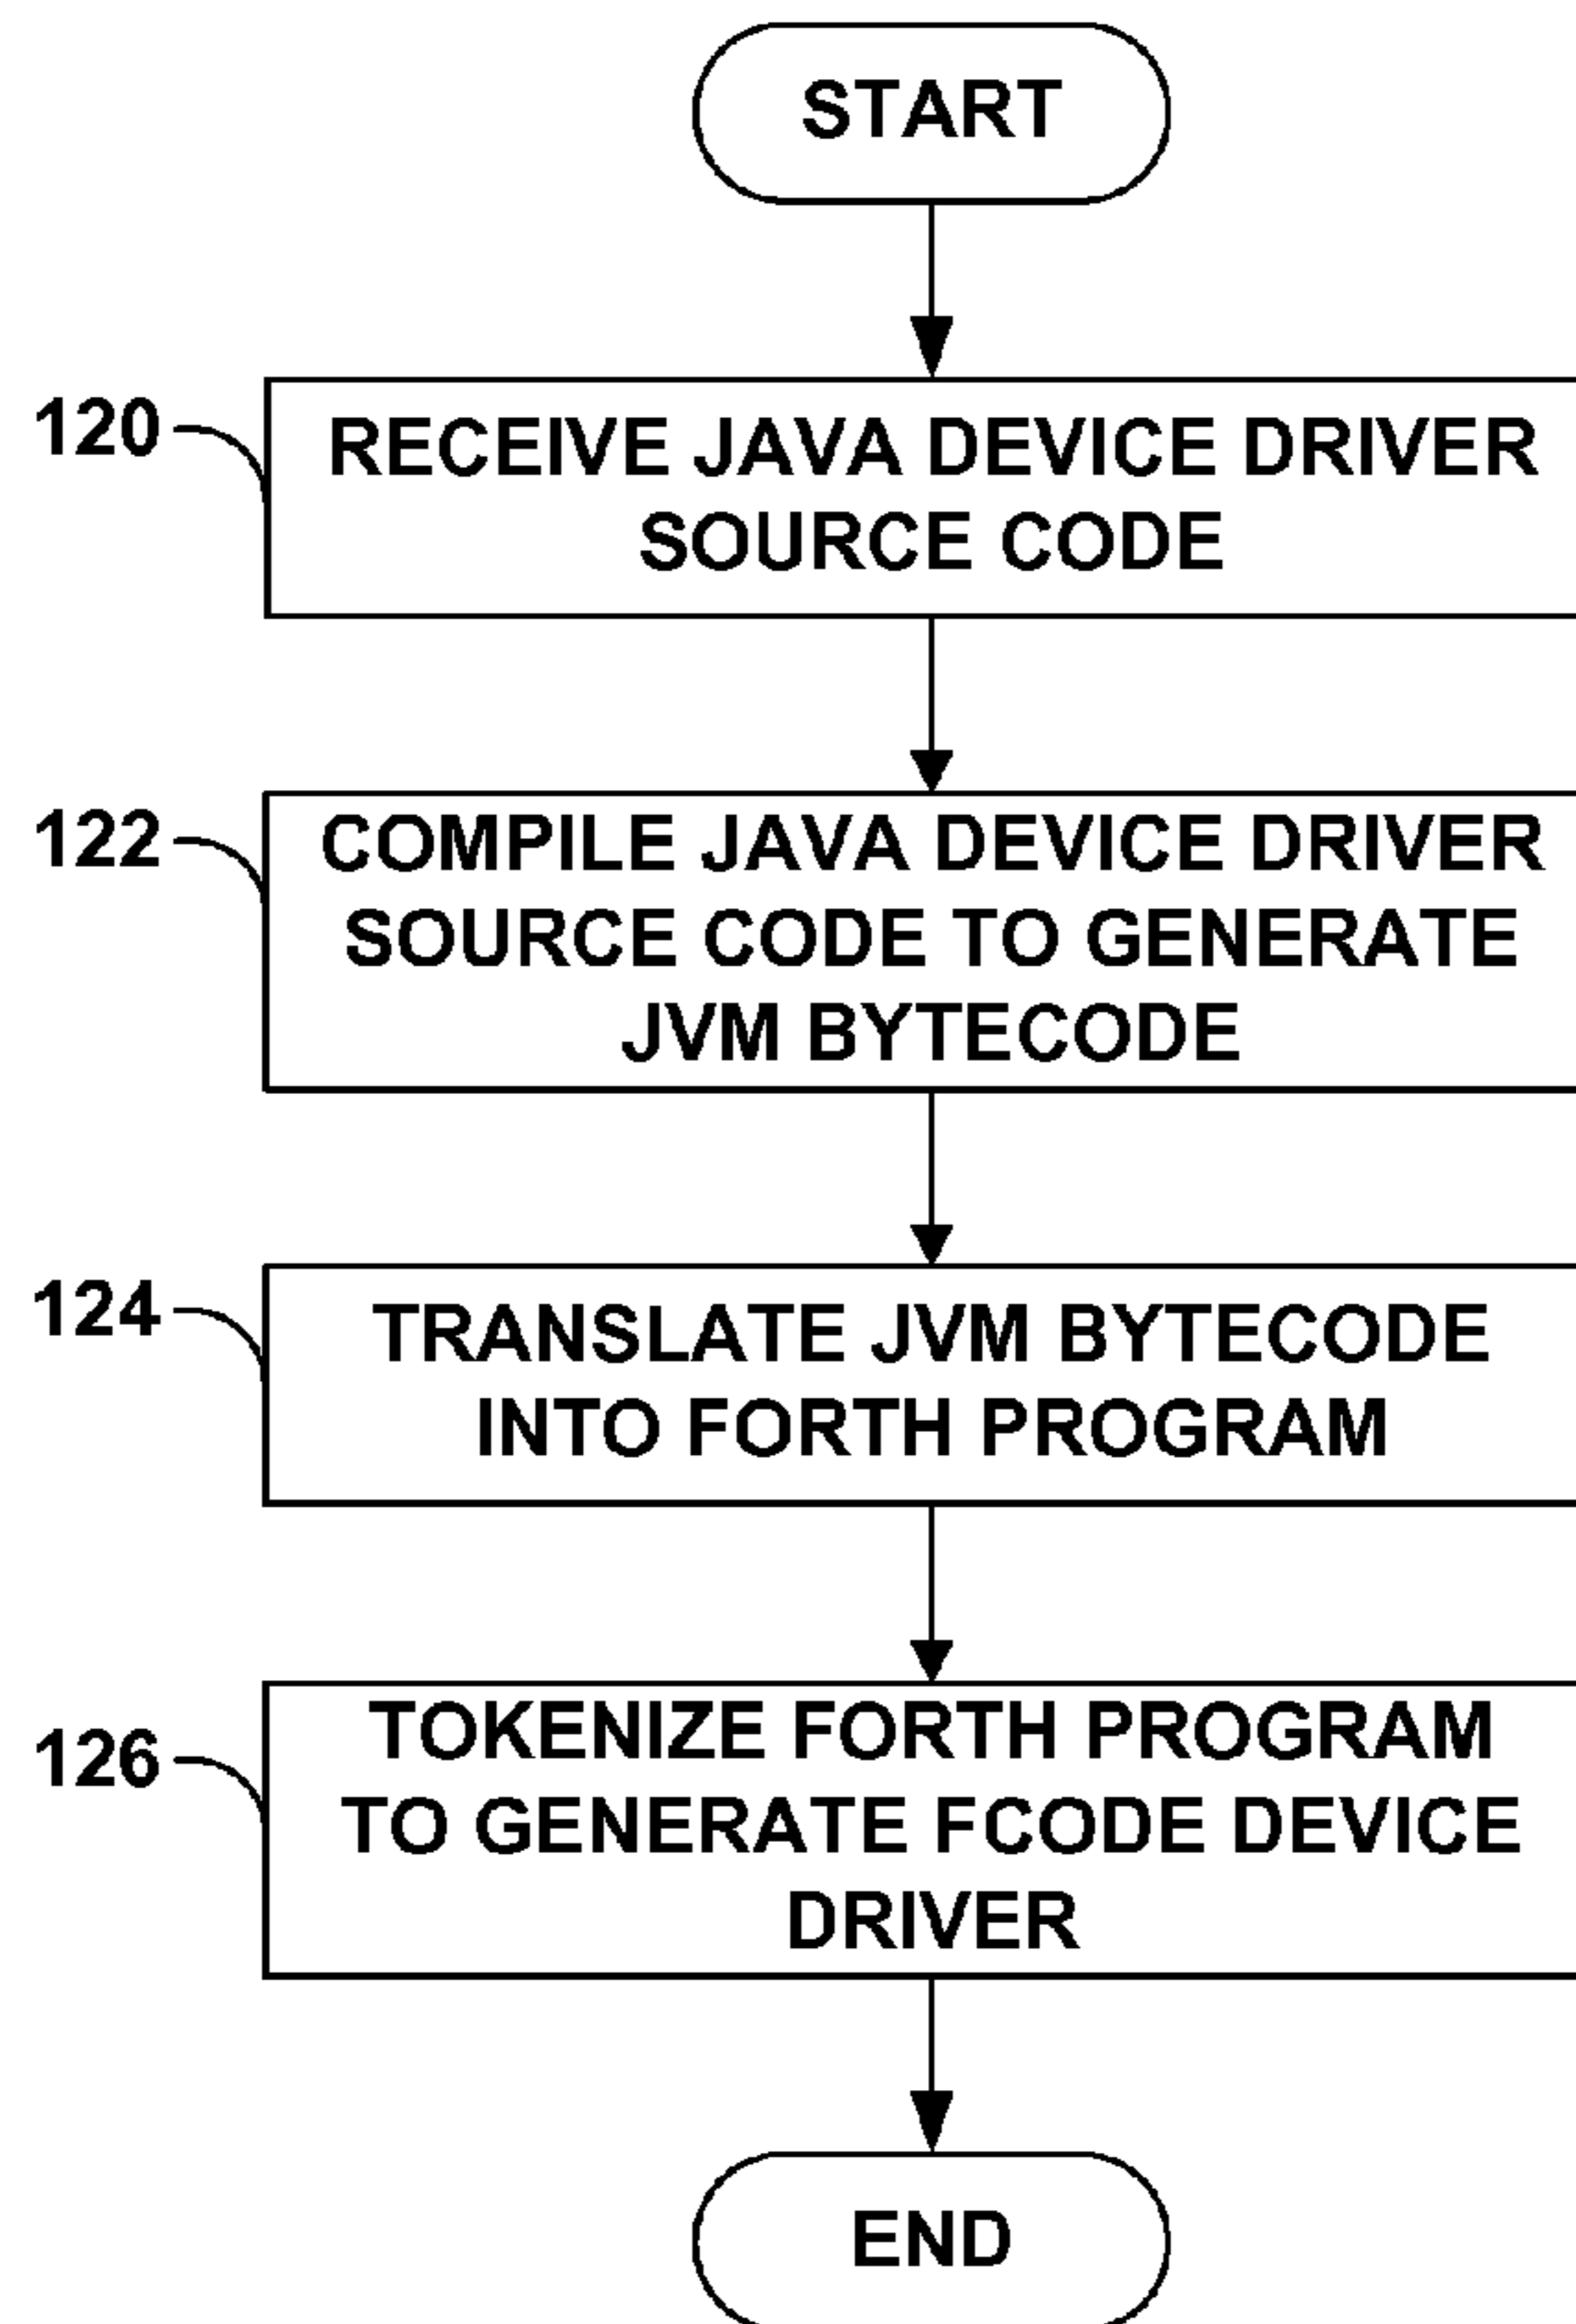 START
120
RECEIVE JAVA DEVICE DRIVER
SOURCE CODE
122
COMPILE JAVA DEVICE DRIVER
SOURCE CODE TO GENERATE
JVM BYTECODE
124
TRANSLATE JVM BYTECODE
INTO FORTH PROGRAM
126
TOKENIZE FORTH PROGRAM
TO GENERATE FCODE DEVICE
DRIVER
END